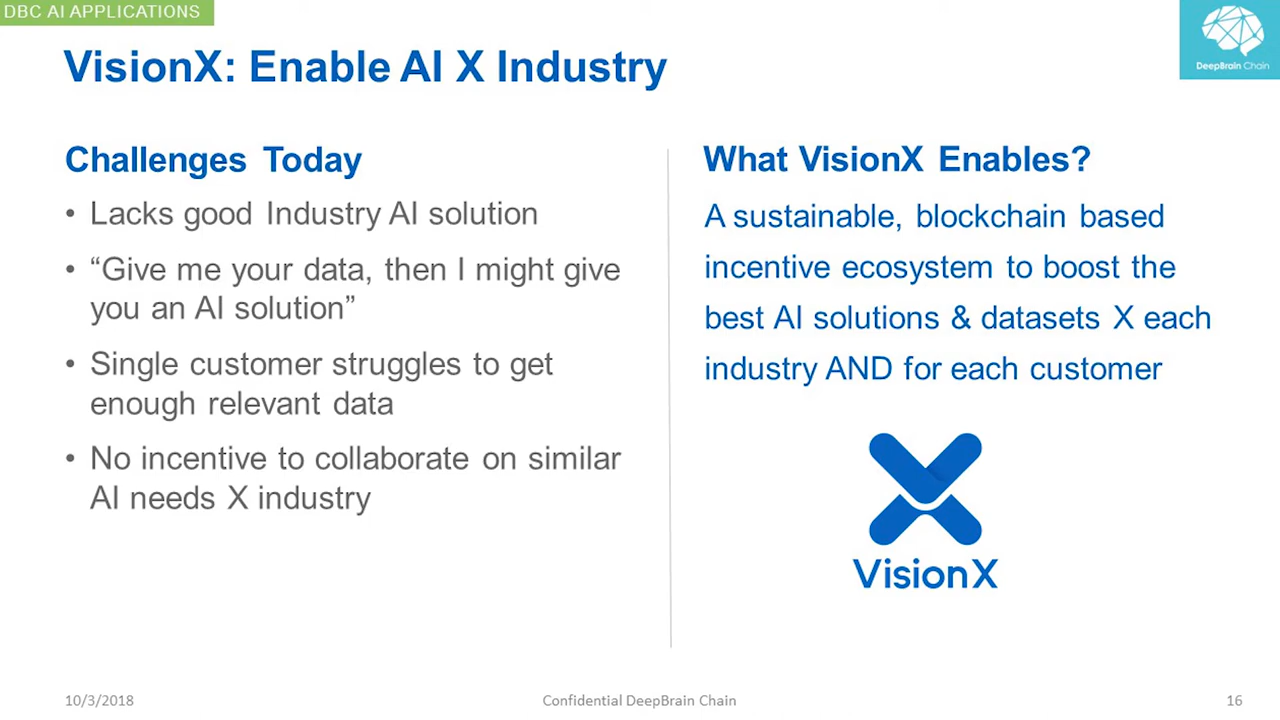 DBC AI APPLICATIONS
DeepBrain Chain
VisionX: Enable AI X Industry
Challenges Today
• Lacks good Industry AI solution
• “Give me your data, then I might give
you an AI solution”
• Single customer struggles to get
enough relevant data
• No incentive to collaborate on similar
AI needs X industry
What VisionX Enables?
A sustainable, blockchain based
incentive ecosystem to boost the
best AI solutions & datasets X each
industry AND for each customer
VisionX
10/3/2018
Confidential DeepBrain Chain
16